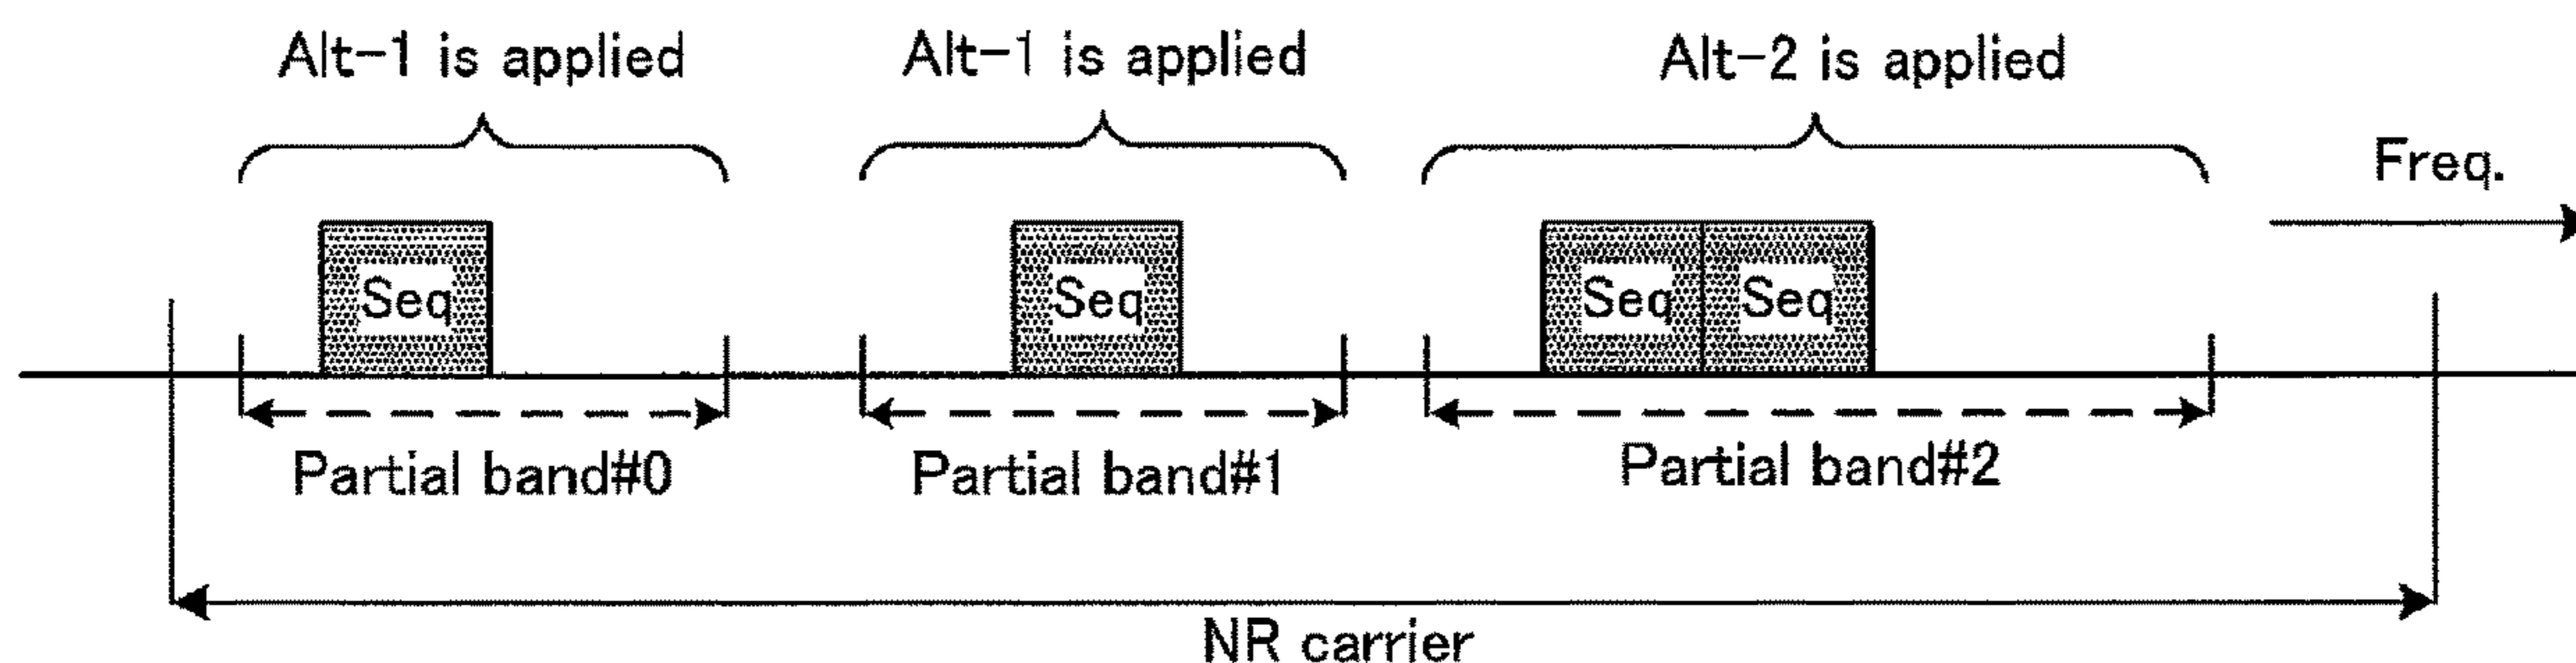 Alt-1 is applied
Alt-1 is applied
Alt-2 is applied
Freq.
Seq
Seq
Seq
Seq
Partial band#0
Partial band#1
Partial band#2
NR carrier